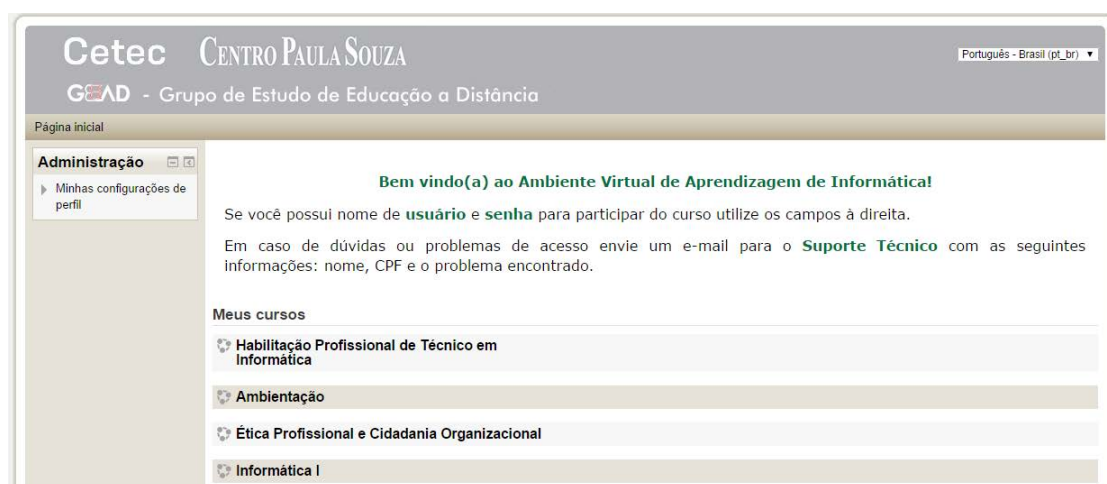 Cetec CENTRO PAULA SOUZA
Português - Brasil (pt_br)
GEAD - Grupo de Estudo de Educação a Distância
Página inicial
Administração
Minhas configurações de
perfil
Bem vindo(a) ao Ambiente Virtual de Aprendizagem de Informática!
Se você possui nome de usuário e senha para participar do curso utilize os campos à direita.
Em caso de dúvidas ou problemas de acesso envie um e-mail para o Suporte Técnico com as seguintes
informações: nome, CPF e o problema encontrado.
Meus cursos
Habilitação Profissional de Técnico em
Informática
Ambientação
Ética Profissional e Cidadania Organizacional
Informática I